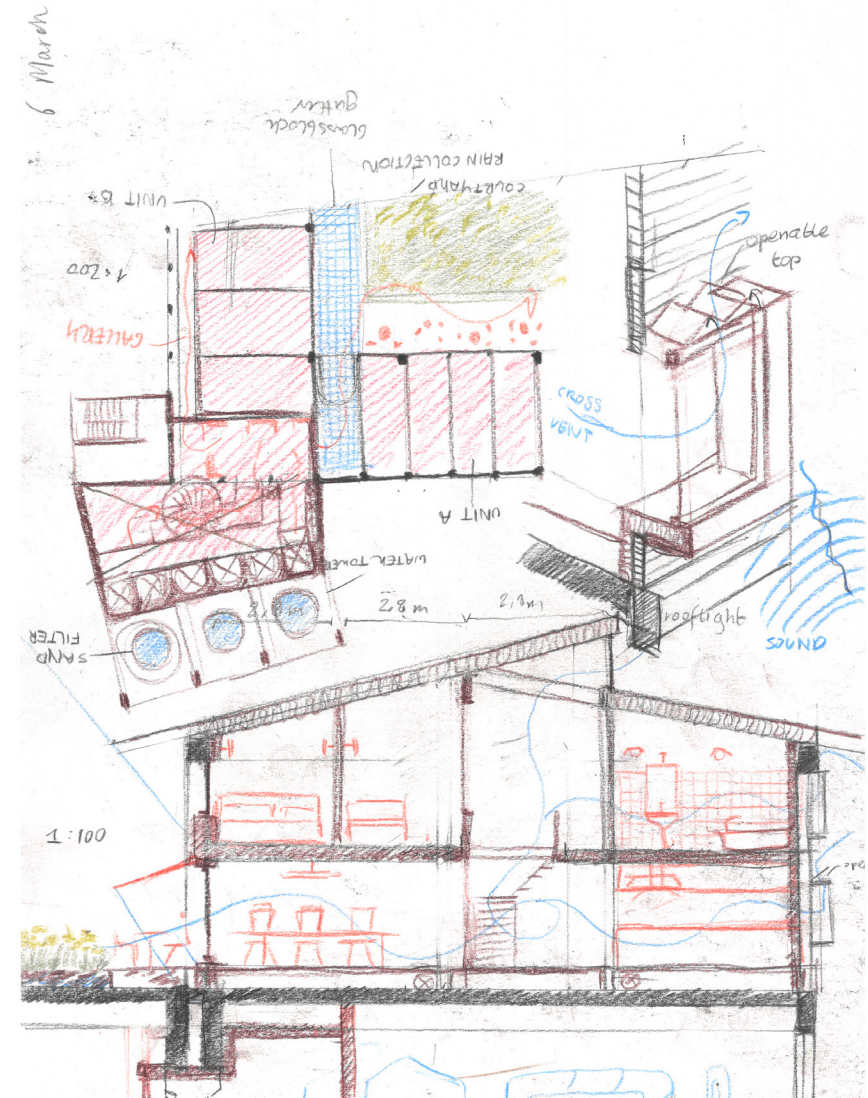 6 March
Glassblock
gutter
COURTYARD/
RAIN COLLECTION
UNIT B
1:200
GALLERY
openable
top
CROSS
VENT
UNIT A
WATER TOWER
SAND
FILTER
2,8 m
2,8 m
rooflight
SOUND
1:100